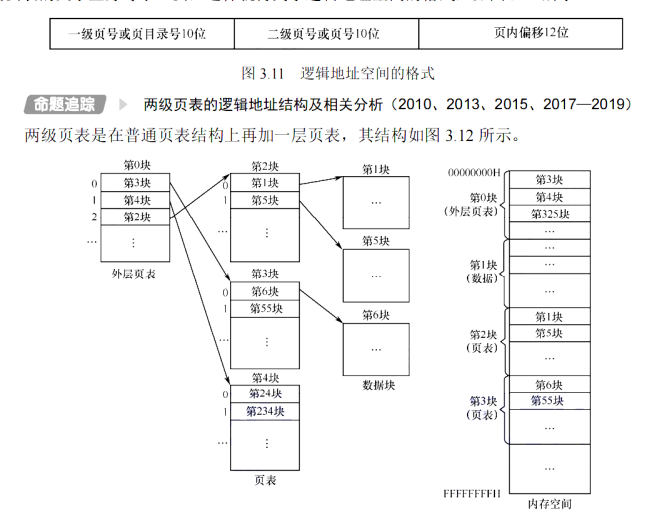 一级页号或页目录号10位 二级页号或页号10位 页内偏移12位
图 3.11 逻辑地址空间的格式
命题追踪 两级页表的逻辑地址结构及相关分析（2010、2013、2015、2017—2019）
两级页表是在普通页表结构上再加一层页表，其结构如图 3.12 所示。
第0块
0 第3块
1 第4块
2 第2块
… ⋮
外层页表
第2块
0 第1块
1 第5块
… ⋮
第3块
0 第6块
1 第55块
… ⋮
第4块
0 第24块
1 第234块
… ⋮
页表
第1块
…
第5块
…
第6块
…
数据块
00000000H
第0块
(外层页表)
第3块
第4块
第325块
…
第1块
(数据)
…
…
…
第2块
(页表)
第1块
第5块
…
第3块
(页表)
第6块
第55块
…
…
FFFFFFFFH
内存空间